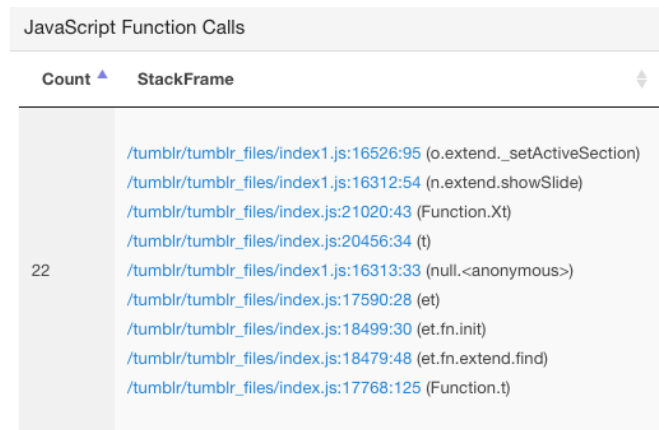 JavaScript Function Calls
Count StackFrame
/tumblr/tumblr_files/index1.js:16526:95 (o.extend._setActiveSection)
/tumblr/tumblr_files/index1.js:16312:54 (n.extend.showSlide)
/tumblr/tumblr_files/index.js:21020:43 (Function.Xt)
/tumblr/tumblr_files/index.js:20456:34 (t)
22 /tumblr/tumblr_files/index1.js:16313:33 (null.<anonymous>)
/tumblr/tumblr_files/index.js:17590:28 (et)
/tumblr/tumblr_files/index.js:18499:30 (et.fn.init)
/tumblr/tumblr_files/index.js:18479:48 (et.fn.extend.find)
/tumblr/tumblr_files/index.js:17768:125 (Function.t)